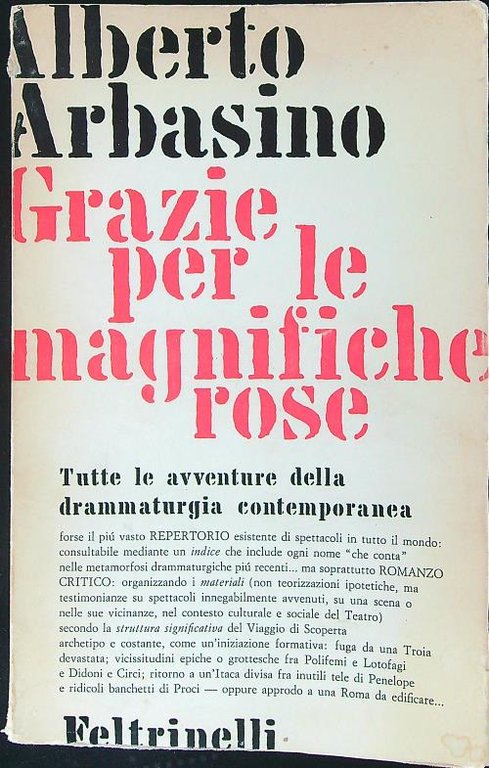 Alberto
Arbasino
Grazie
per le
magnifiche
rose
Tutte le avventure della
drammaturgia contemporanea
forse il piú vasto REPERTORIO esistente di spettacoli in tutto il mondo:
consultabile mediante un indice che include ogni nome "che conta"
nelle metamorfosi drammaturgiche piú recenti... ma soprattutto ROMANZO
CRITICO: organizzando i materiali (non teorizzazioni ipotetiche, ma
testimonianze su spettacoli innegabilmente avvenuti, su una scena o
nelle sue vicinanze, nel contesto culturale e sociale del Teatro)
secondo la struttura significativa del Viaggio di Scoperta
archetipo e costante, come un'iniziazione formativa: fuga da una Troia
devastata; vicissitudini epiche o grottesche fra Polifemi e Lotofagi
e Didoni e Circi; ritorno a un'Itaca divisa fra inutili tele di Penelope
e ridicoli banchetti di Proci — oppure approdo a una Roma da edificare...
Feltrinelli